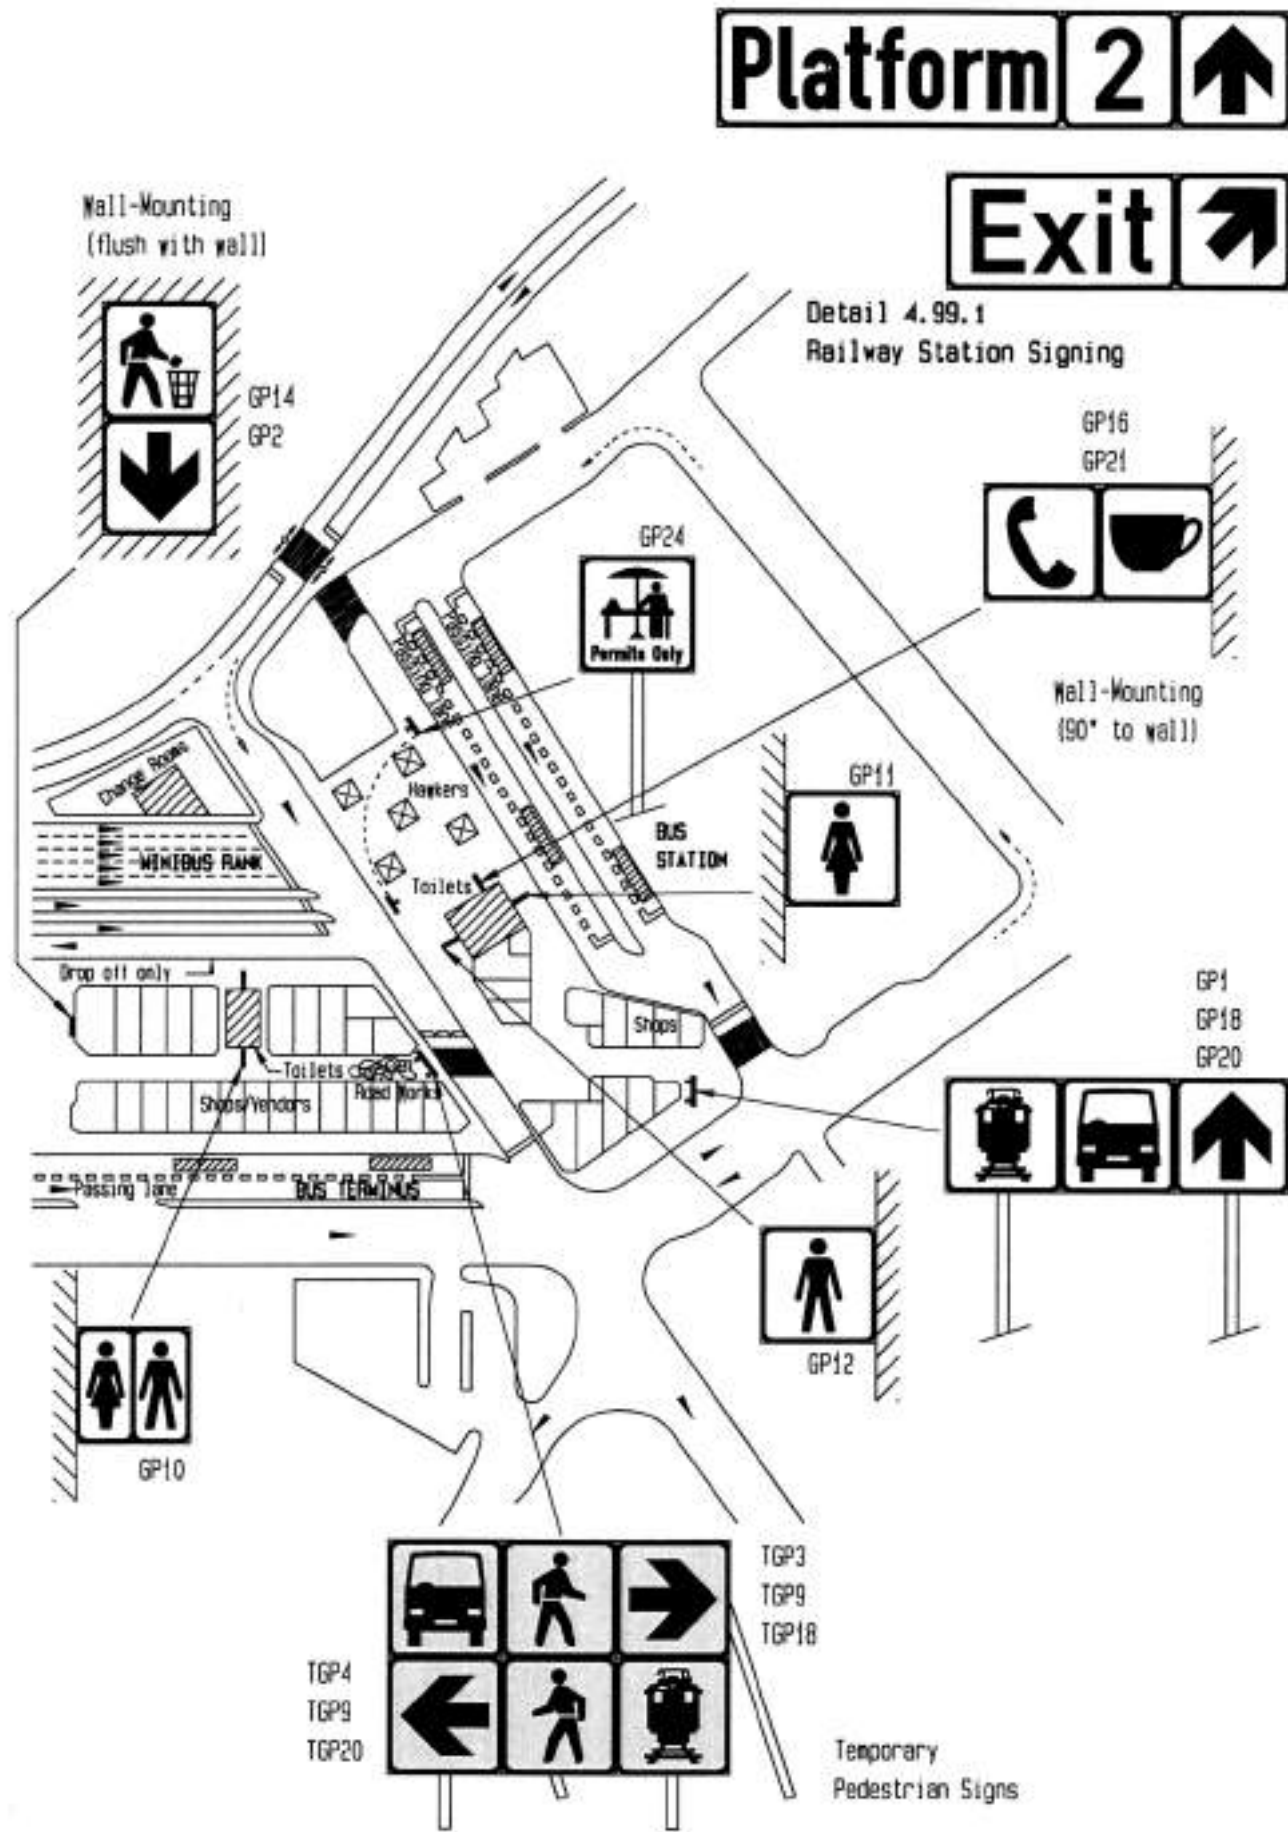 Platform 2
Exit
Detail 4.99.1
Railway Station Signing
Wall-Mounting
(flush with wall)
GP14
GP2
GP16
GP21
GP24
Permits Only
Wall-Mounting
(90° to wall)
GP11
Change Rooms
Hawkers
BUS
STATION
MINIBUS RANK
Toilets
Drop off only
Shops
GP1
GP18
GP20
Toilets
Road Works
Shops/Vendors
Passing lane
BUS TERMINUS
GP12
GP10
TGP3
TGP9
TGP18
TGP4
TGP9
TGP20
Temporary
Pedestrian Signs